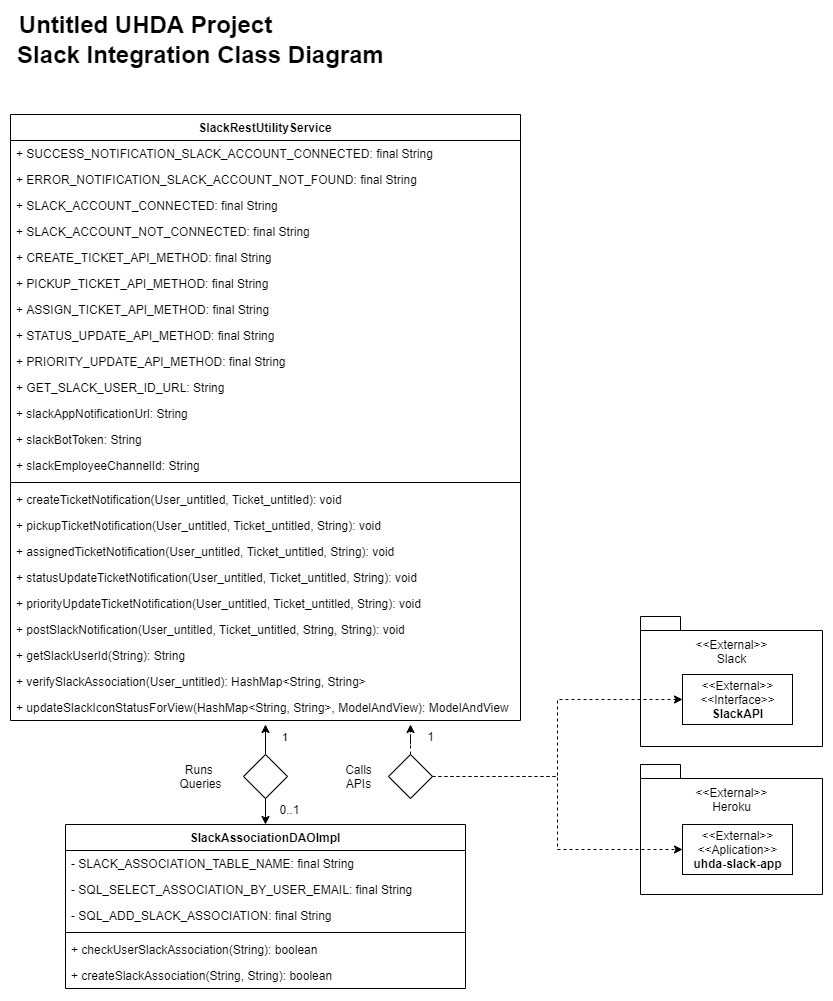 Untitled UHDA Project
Slack Integration Class Diagram
SlackRestUtilityService
+ SUCCESS_NOTIFICATION_SLACK_ACCOUNT_CONNECTED: final String
+ ERROR_NOTIFICATION_SLACK_ACCOUNT_NOT_FOUND: final String
+ SLACK_ACCOUNT_CONNECTED: final String
+ SLACK_ACCOUNT_NOT_CONNECTED: final String
+ CREATE_TICKET_API_METHOD: final String
+ PICKUP_TICKET_API_METHOD: final String
+ ASSIGN_TICKET_API_METHOD: final String
+ STATUS_UPDATE_API_METHOD: final String
+ PRIORITY_UPDATE_API_METHOD: final String
+ GET_SLACK_USER_ID_URL: String
+ slackAppNotificationUrl: String
+ slackBotToken: String
+ slackEmployeeChannelId: String
+ createTicketNotification(User_untitled, Ticket_untitled): void
+ pickupTicketNotification(User_untitled, Ticket_untitled, String): void
+ assignedTicketNotification(User_untitled, Ticket_untitled, String): void
+ statusUpdateTicketNotification(User_untitled, Ticket_untitled, String): void
+ priorityUpdateTicketNotification(User_untitled, Ticket_untitled, String): void
+ postSlackNotification(User_untitled, Ticket_untitled, String, String): void
+ getSlackUserId(String): String
+ verifySlackAssociation(User_untitled): HashMap<String, String>
+ updateSlackIconStatusForView(HashMap<String, String>, ModelAndView): ModelAndView
1
1
Runs
Queries
Calls
APIs
0..1
<<External>>
Slack
<<External>>
<<Interface>>
SlackAPI
<<External>>
Heroku
<<External>>
<<Aplication>>
uhda-slack-app
SlackAssociationDAOImpl
- SLACK_ASSOCIATION_TABLE_NAME: final String
- SQL_SELECT_ASSOCIATION_BY_USER_EMAIL: final String
- SQL_ADD_SLACK_ASSOCIATION: final String
+ checkUserSlackAssociation(String): boolean
+ createSlackAssociation(String, String): boolean